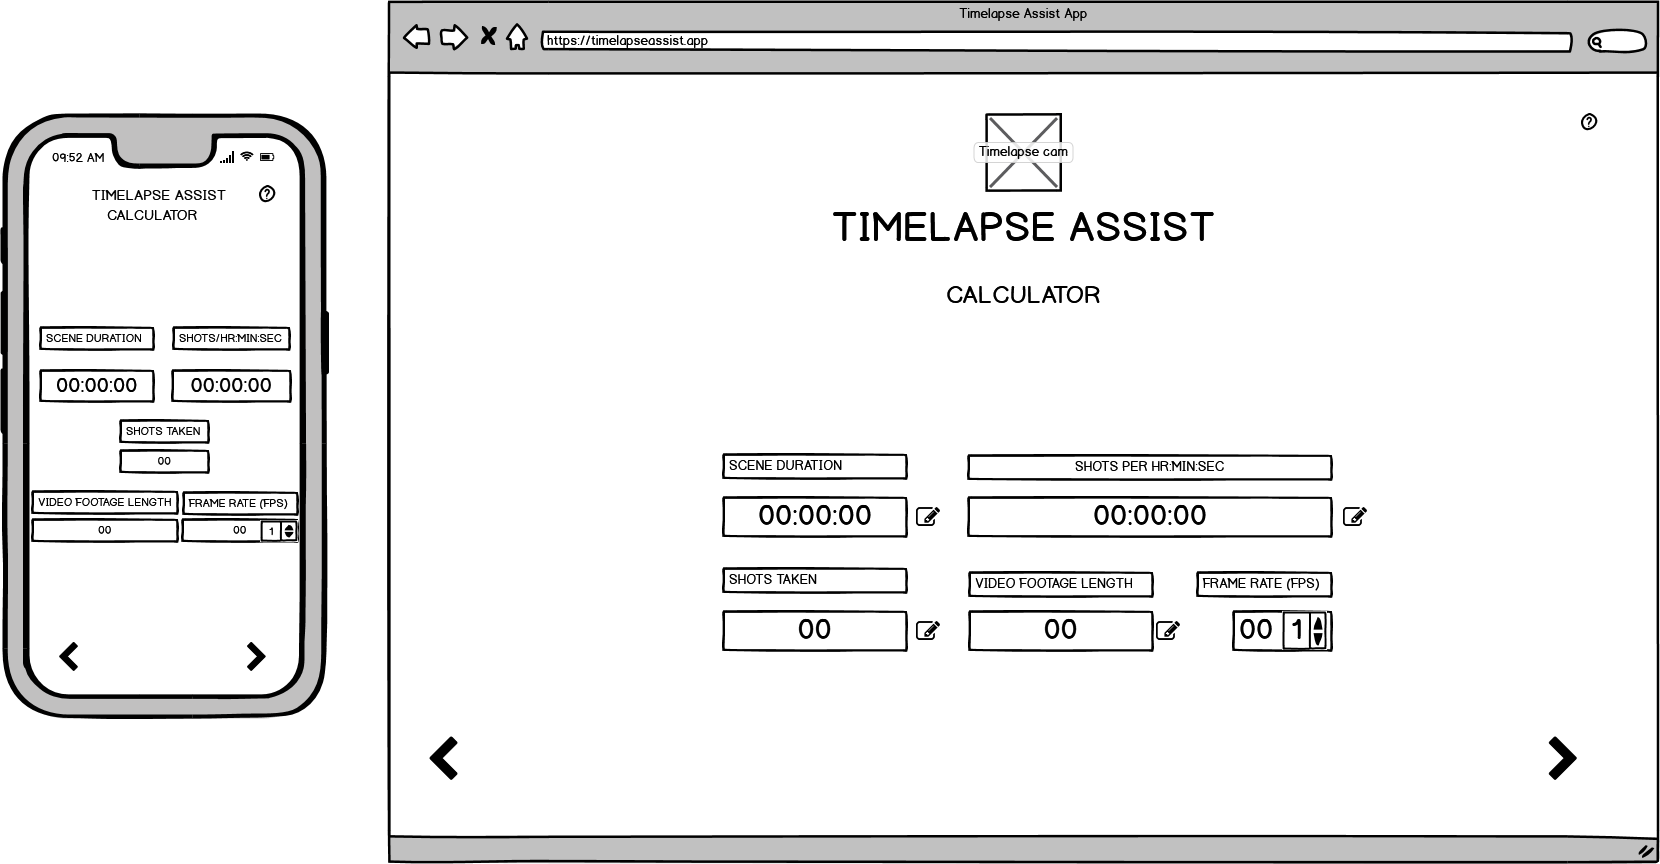 09:52 AM
TIMELAPSE ASSIST
CALCULATOR
SCENE DURATION
SHOTS/HR:MIN:SEC
00:00:00
00:00:00
SHOTS TAKEN
00
VIDEO FOOTAGE LENGTH
FRAME RATE (FPS)
00
00
1
Timelapse Assist App
https://timelapseassist.app
Timelapse cam
TIMELAPSE ASSIST
CALCULATOR
SCENE DURATION
SHOTS PER HR:MIN:SEC
00:00:00
00:00:00
SHOTS TAKEN
VIDEO FOOTAGE LENGTH
FRAME RATE (FPS)
00
00
00
1